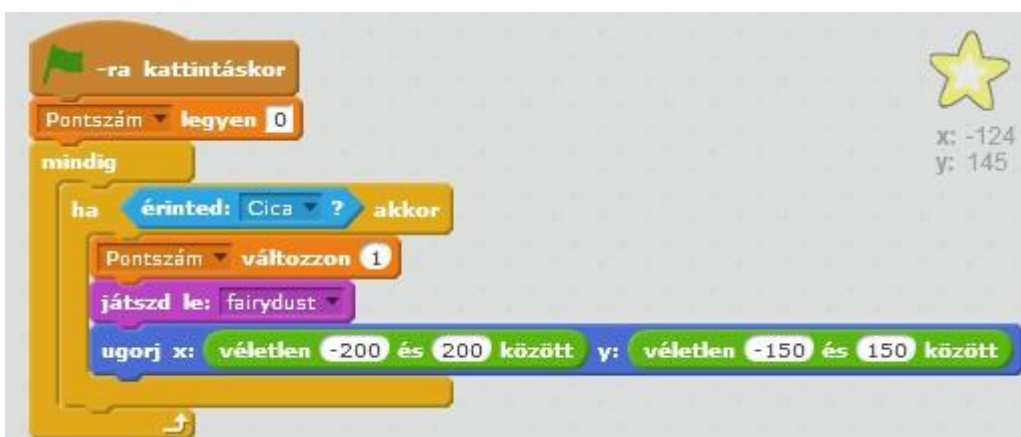 -ra kattintáskor
Pontszám legyen 0
x: -124
y: 145
mindig
ha érinted: Cica ? akkor
Pontszám változzon 1
játszd le: fairydust
ugorj x: véletlen -200 és 200 között y: véletlen -150 és 150 között